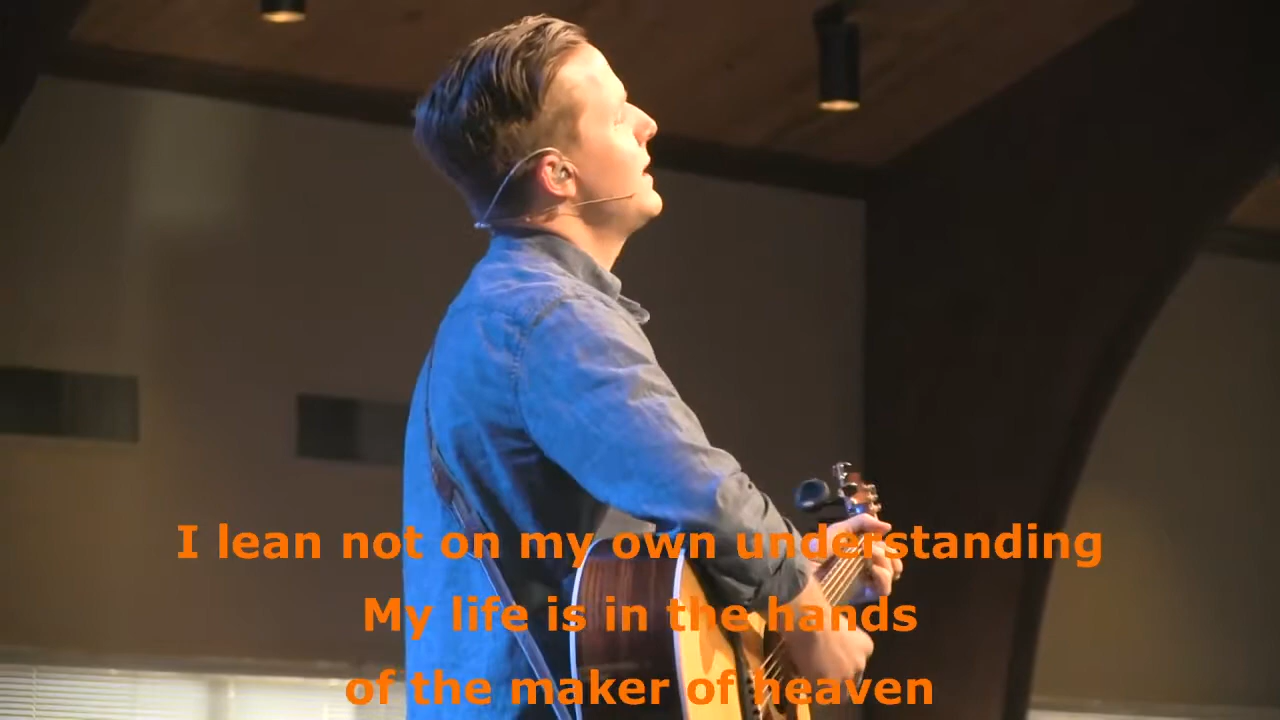 I lean not on my own understanding
My life is in the hands
of the maker of heaven